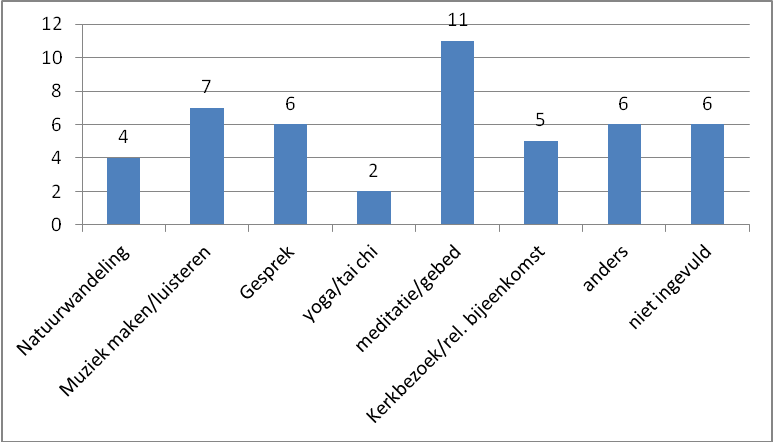 12
10
8
6
4
2
0
4
7
6
2
11
5
6
6
Natuurwandeling
Muziek maken/luisteren
Gesprek
yoga/tai chi
meditatie/gebed
Kerkbezoek/rel. bijeenkomst
anders
niet ingevuld